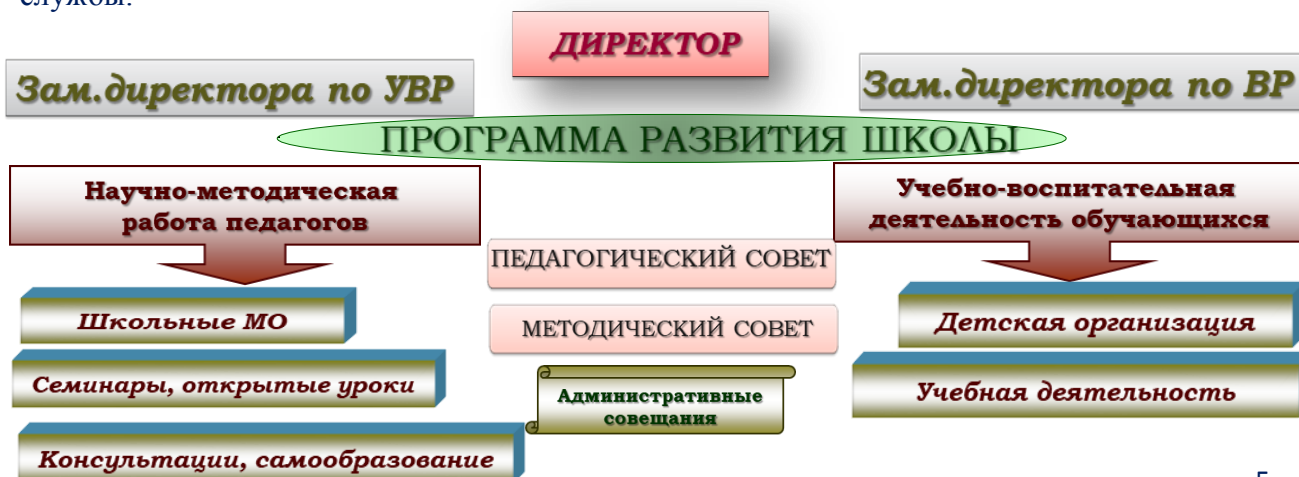 службы.
ДИРЕКТОР
Зам.директора по УВР
Зам.директора по ВР
ПРОГРАММА РАЗВИТИЯ ШКОЛЫ
Научно-методическая
работа педагогов
Учебно-воспитательная
деятельность обучающихся
ПЕДАГОГИЧЕСКИЙ СОВЕТ
Школьные МО
МЕТОДИЧЕСКИЙ СОВЕТ
Детская организация
Семинары, открытые уроки
Административные
совещания
Учебная деятельность
Консультации, самообразование